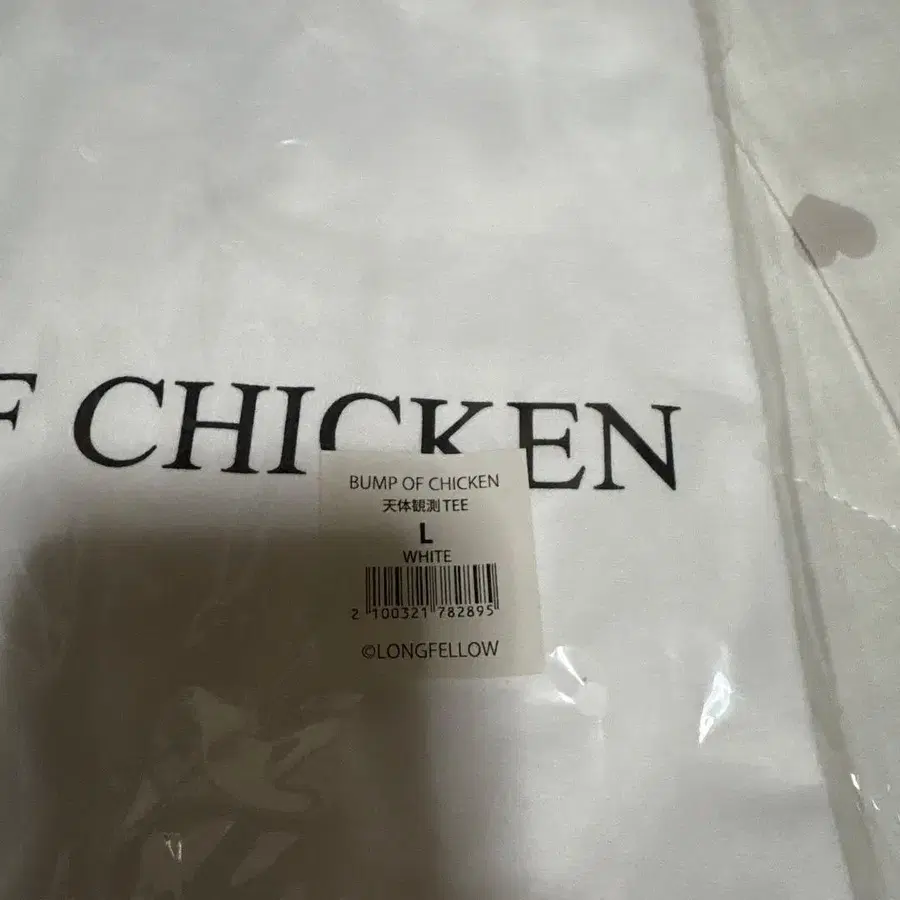 F CHICKEN
BUMP OF CHICKEN
天体観測 TEE
L
WHITE
2 100321 782895
©LONGFELLOW